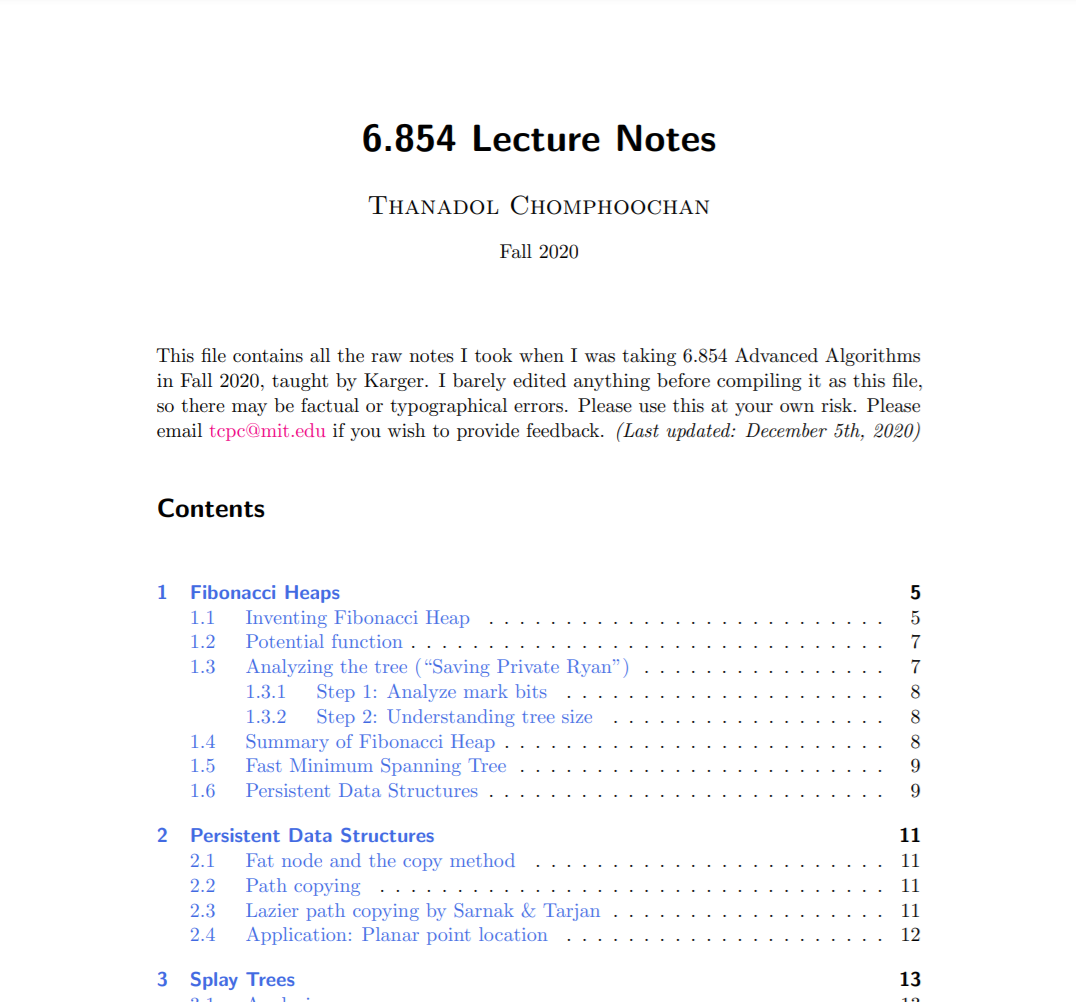 6.854 Lecture Notes
Thanadol Chomphoochan
Fall 2020
This file contains all the raw notes I took when I was taking 6.854 Advanced Algorithms
in Fall 2020, taught by Karger. I barely edited anything before compiling it as this file,
so there may be factual or typographical errors. Please use this at your own risk. Please
email tcpc@mit.edu if you wish to provide feedback. (Last updated: December 5th, 2020)
Contents
1 Fibonacci Heaps 5
1.1 Inventing Fibonacci Heap . . . . . . . . . . . . . . . . . . . . . . . . . . 5
1.2 Potential function . . . . . . . . . . . . . . . . . . . . . . . . . . . . . . . 7
1.3 Analyzing the tree (“Saving Private Ryan”) . . . . . . . . . . . . . . . . 7
1.3.1 Step 1: Analyze mark bits . . . . . . . . . . . . . . . . . . . . . 8
1.3.2 Step 2: Understanding tree size . . . . . . . . . . . . . . . . . . 8
1.4 Summary of Fibonacci Heap . . . . . . . . . . . . . . . . . . . . . . . . . 8
1.5 Fast Minimum Spanning Tree . . . . . . . . . . . . . . . . . . . . . . . . 9
1.6 Persistent Data Structures . . . . . . . . . . . . . . . . . . . . . . . . . . 9
2 Persistent Data Structures 11
2.1 Fat node and the copy method . . . . . . . . . . . . . . . . . . . . . . . 11
2.2 Path copying . . . . . . . . . . . . . . . . . . . . . . . . . . . . . . . . . 11
2.3 Lazier path copying by Sarnak & Tarjan . . . . . . . . . . . . . . . . . . 11
2.4 Application: Planar point location . . . . . . . . . . . . . . . . . . . . . 12
3 Splay Trees 13